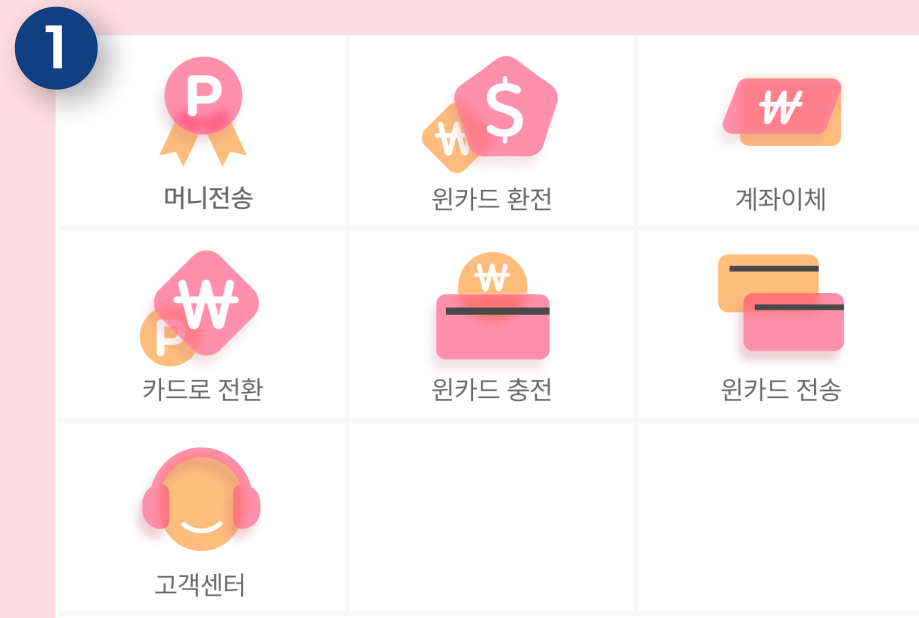 1
P
₩ $
₩
머니전송
윈카드 환전
계좌이체
P ₩
₩
카드로 전환
윈카드 충전
윈카드 전송
고객센터